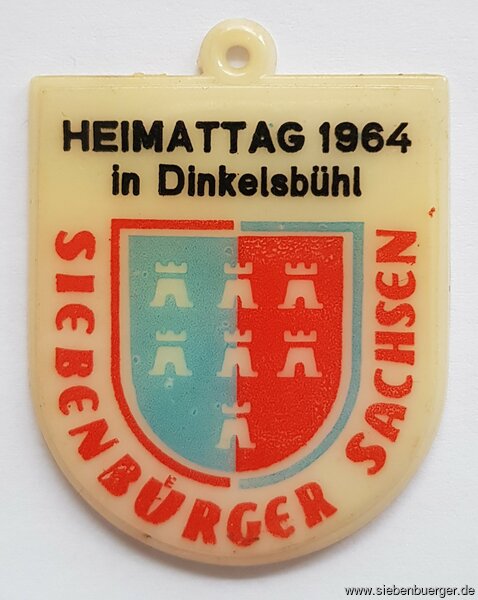 HEIMATTAG 1964
in Dinkelsbühl
SIEBENBÜRGER SACHSEN
www.siebenbuerger.de